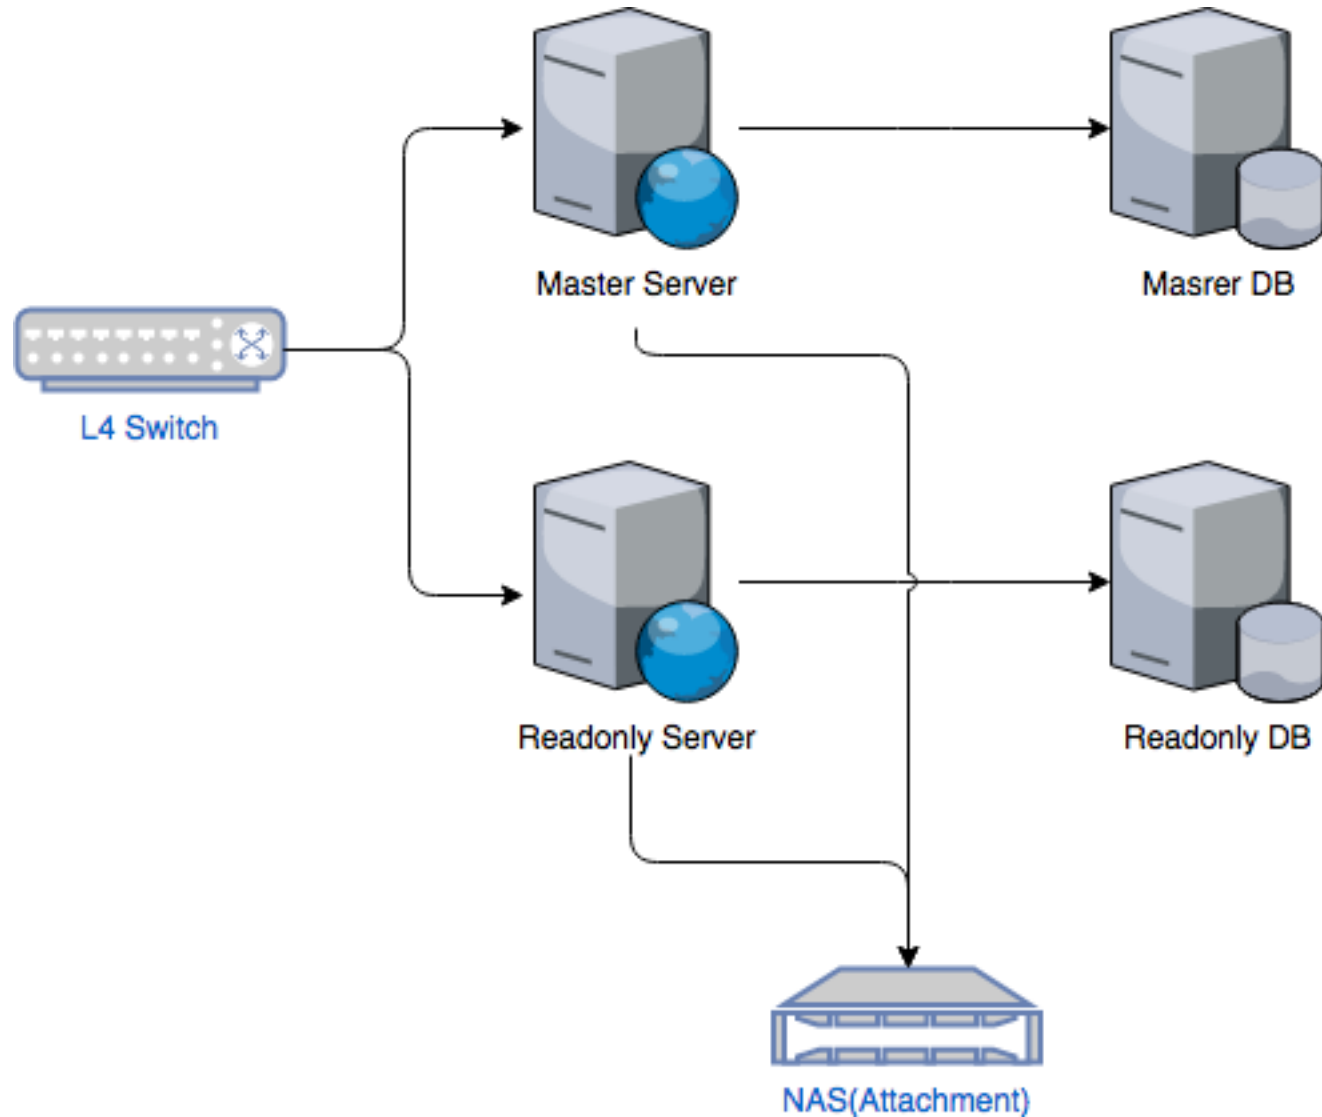 Master Server
Masrer DB
L4 Switch
Readonly Server
Readonly DB
NAS(Attachment)